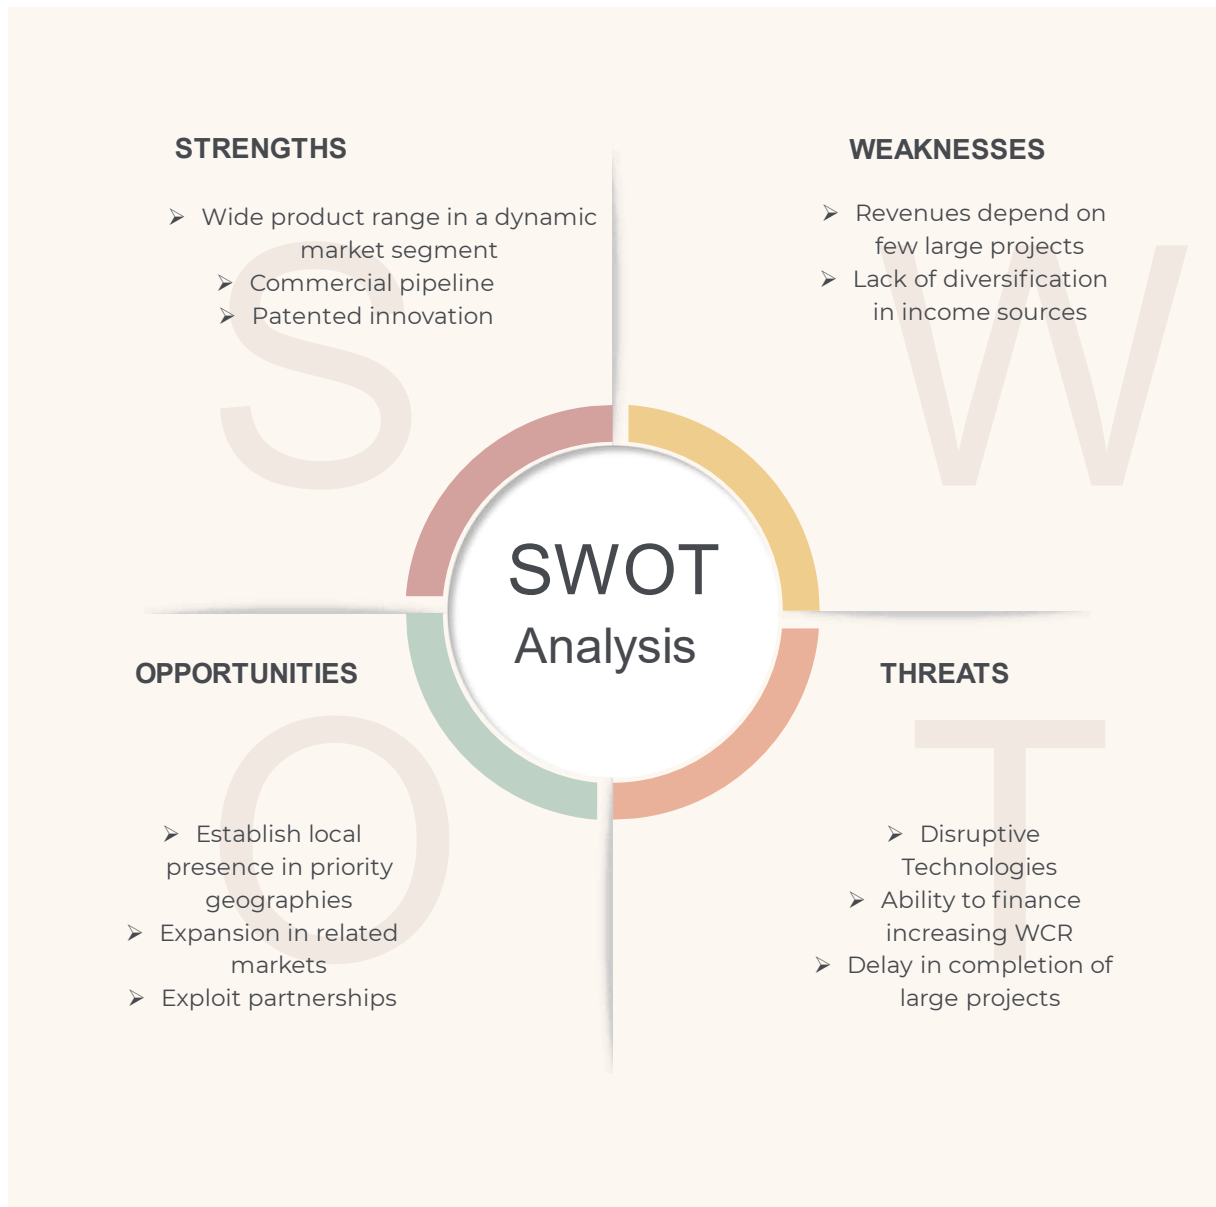 STRENGTHS
➢ Wide product range in a dynamic
market segment
➢ Commercial pipeline
➢ Patented innovation
S
WEAKNESSES
➢ Revenues depend on
few large projects
➢ Lack of diversification
in income sources
W
SWOT
Analysis
OPPORTUNITIES
➢ Establish local
presence in priority
geographies
➢ Expansion in related
markets
➢ Exploit partnerships
O
THREATS
➢ Disruptive
Technologies
➢ Ability to finance
increasing WCR
➢ Delay in completion of
large projects
T